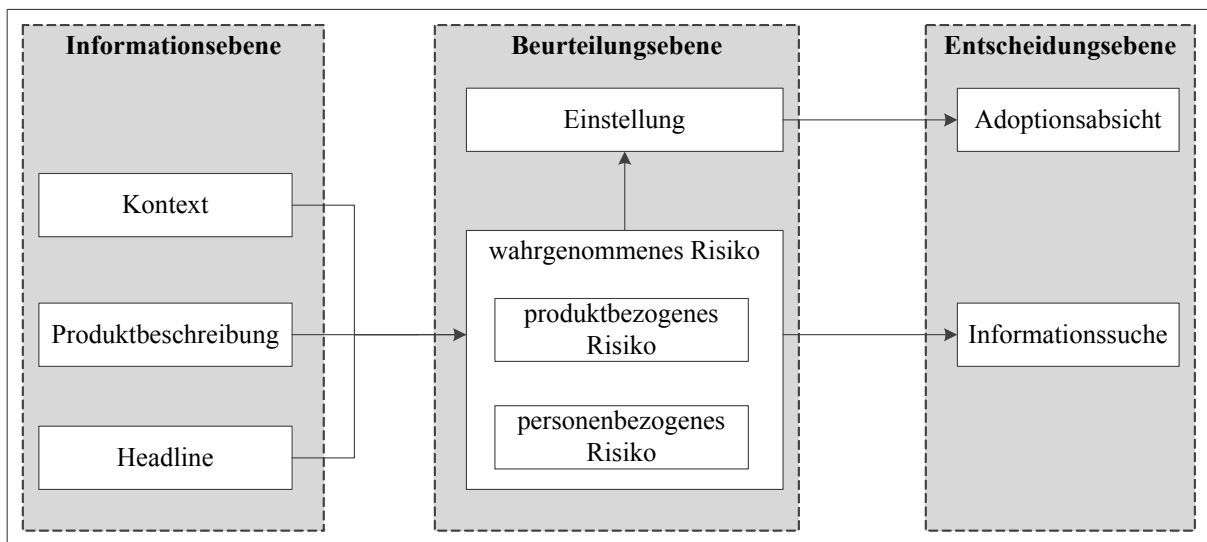 Informationsebene
Kontext
Produktbeschreibung
Headline
Beurteilungsebene
Einstellung
wahrgenommenes Risiko
produktbezogenes
Risiko
personenbezogenes
Risiko
Entscheidungsebene
Adoptionsabsicht
Informationssuche